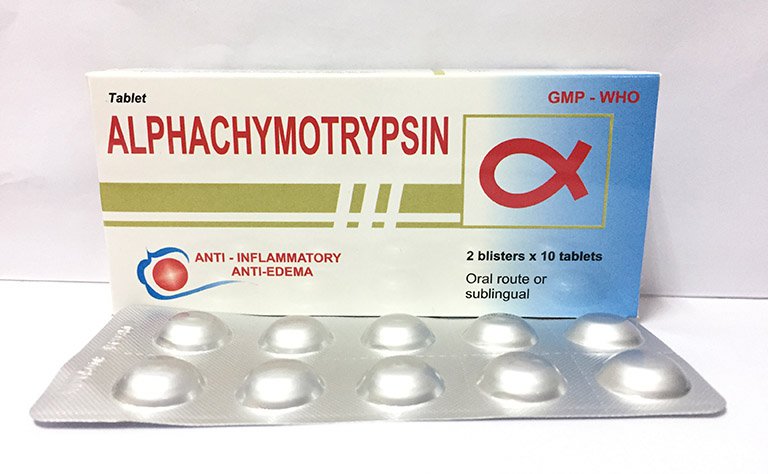 Tablet
GMP - WHO
ALPHACHYMOTRYPSIN
ANTI - INFLAMMATORY
ANTI-EDEMA
2 blisters x 10 tablets
Oral route or
sublingual